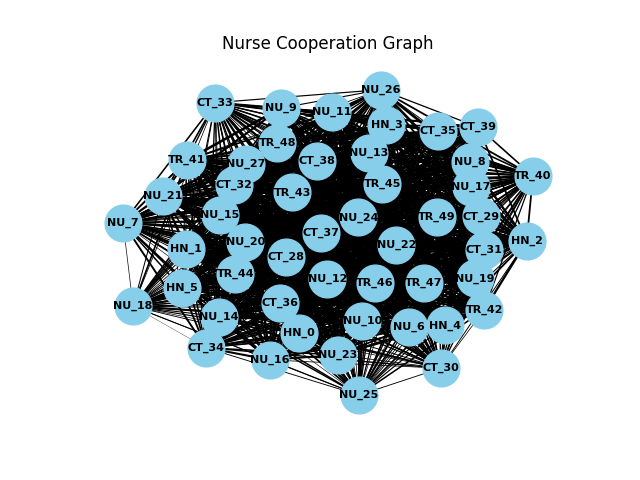 Nurse Cooperation Graph
NU_26
CT_33
NU_9
NU_11
HN_3
CT_39
CT_35
TR_48
NU_13
TR_41
CT_38
NU_8
NU_27
TR_40
CT_32
TR_45
NU_17
TR_43
NU_21
NU_15
NU_24
TR_49
CT_29
NU_7
CT_37
NU_20
HN_2
NU_22
HN_1
CT_31
CT_28
TR_44
NU_12
NU_19
TR_46
TR_47
HN_5
CT_36
NU_18
TR_42
NU_14
NU_10
HN_4
NU_6
HN_0
CT_34
NU_23
NU_16
CT_30
NU_25